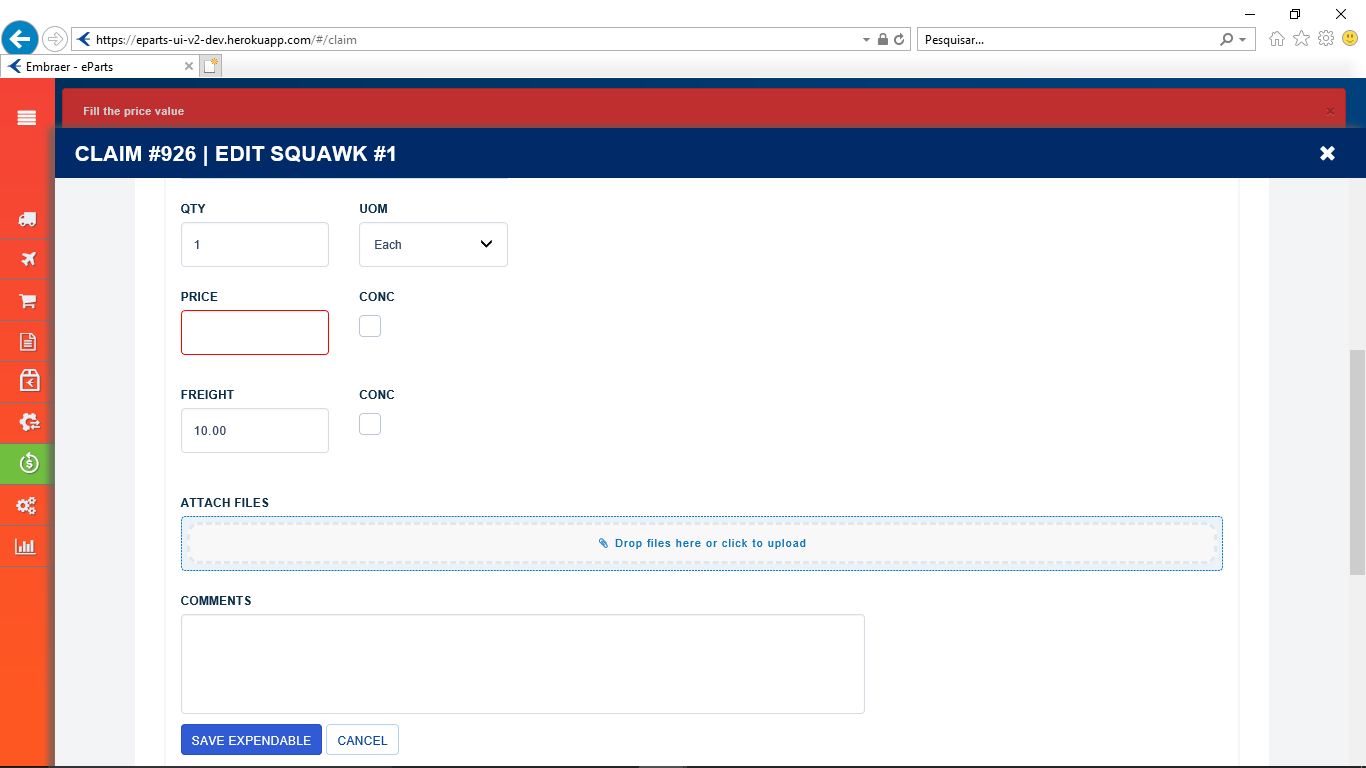 https://eparts-ui-v2-dev.herokuapp.com/#/claim
Pesquisar...
Embraer - eParts
Fill the price value
CLAIM #926 | EDIT SQUAWK #1
QTY UOM
1 Each
PRICE CONC
FREIGHT CONC
10.00
ATTACH FILES
Drop files here or click to upload
COMMENTS
SAVE EXPENDABLE CANCEL